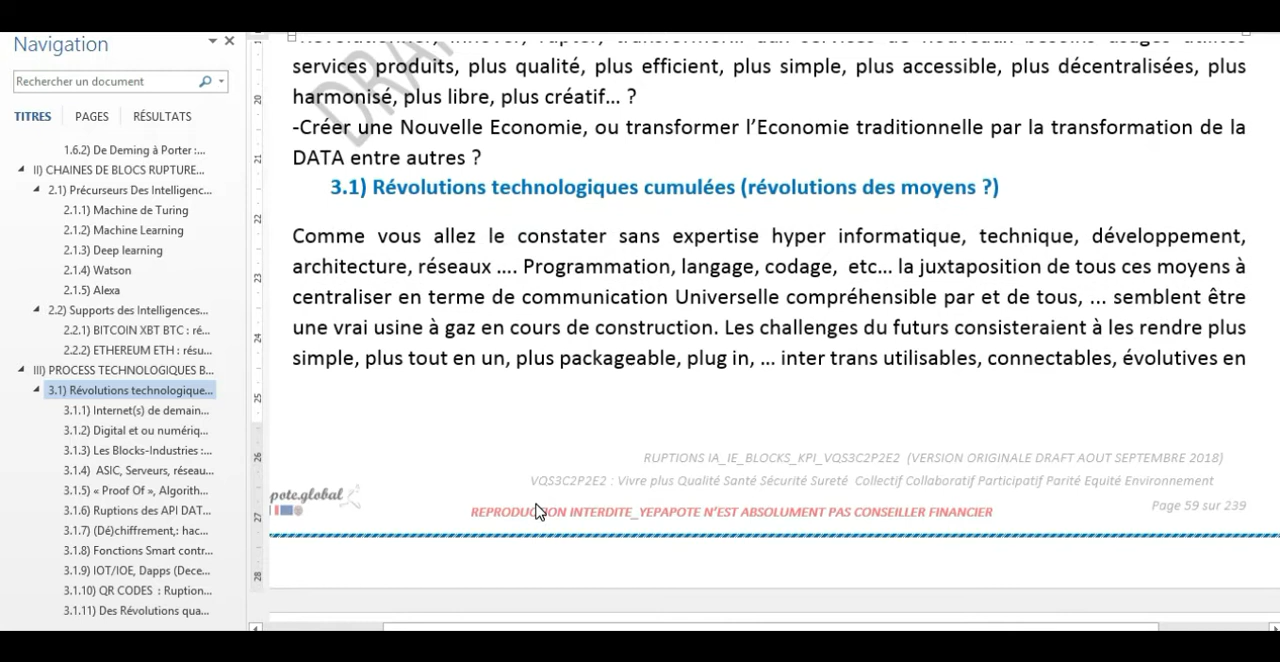 Navigation
Rechercher un document
TITRES PAGES RÉSULTATS
1.6.2) De Deming à Porter :...
II) CHAINES DE BLOCS RUPTURE...
2.1) Précurseurs Des Intelligenc...
2.1.1) Machine de Turing
2.1.2) Machine Learning
2.1.3) Deep learning
2.1.4) Watson
2.1.5) Alexa
2.2) Supports des Intelligences...
2.2.1) BITCOIN XBT BTC : ré...
2.2.2) ETHEREUM ETH : résu...
III) PROCESS TECHNOLOGIQUES B...
3.1) Révolutions technologique...
3.1.1) Internet(s) de demain...
3.1.2) Digital et ou numériq...
3.1.3) Les Blocks-Industries :...
3.1.4) ASIC, Serveurs, réseau...
3.1.5) « Proof Of », Algorith...
3.1.6) Ruptions des API DAT...
3.1.7) (Dé)chiffrement,: hac...
3.1.8) Fonctions Smart contr...
3.1.9) IOT/IOE, Dapps (Dece...
3.1.10) QR CODES : Ruption...
3.1.11) Des Révolutions qua...
services produits, plus qualité, plus efficient, plus simple, plus accessible, plus décentralisées, plus
harmonisé, plus libre, plus créatif... ?
-Créer une Nouvelle Economie, ou transformer l'Economie traditionnelle par la transformation de la
DATA entre autres ?
3.1) Révolutions technologiques cumulées (révolutions des moyens ?)
Comme vous allez le constater sans expertise hyper informatique, technique, développement,
architecture, réseaux .... Programmation, langage, codage, etc... la juxtaposition de tous ces moyens à
centraliser en terme de communication Universelle compréhensible par et de tous, ... semblent être
une vrai usine à gaz en cours de construction. Les challenges du futurs consisteraient à les rendre plus
simple, plus tout en un, plus packageable, plug in, ... inter trans utilisables, connectables, évolutives en
RUPTIONS IA_IE_BLOCKS_KPI_VQS3C2P2E2 (VERSION ORIGINALE DRAFT AOUT SEPTEMBRE 2018)
VQS3C2P2E2 : Vivre plus Qualité Santé Sécurité Sureté Collectif Collaboratif Participatif Parité Equité Environnement
pote.global
Page 59 sur 239
REPRODUCTION INTERDITE_YEPAPOTE N'EST ABSOLUMENT PAS CONSEILLER FINANCIER
DRA
20
21
22
23
24
25
26
27
28